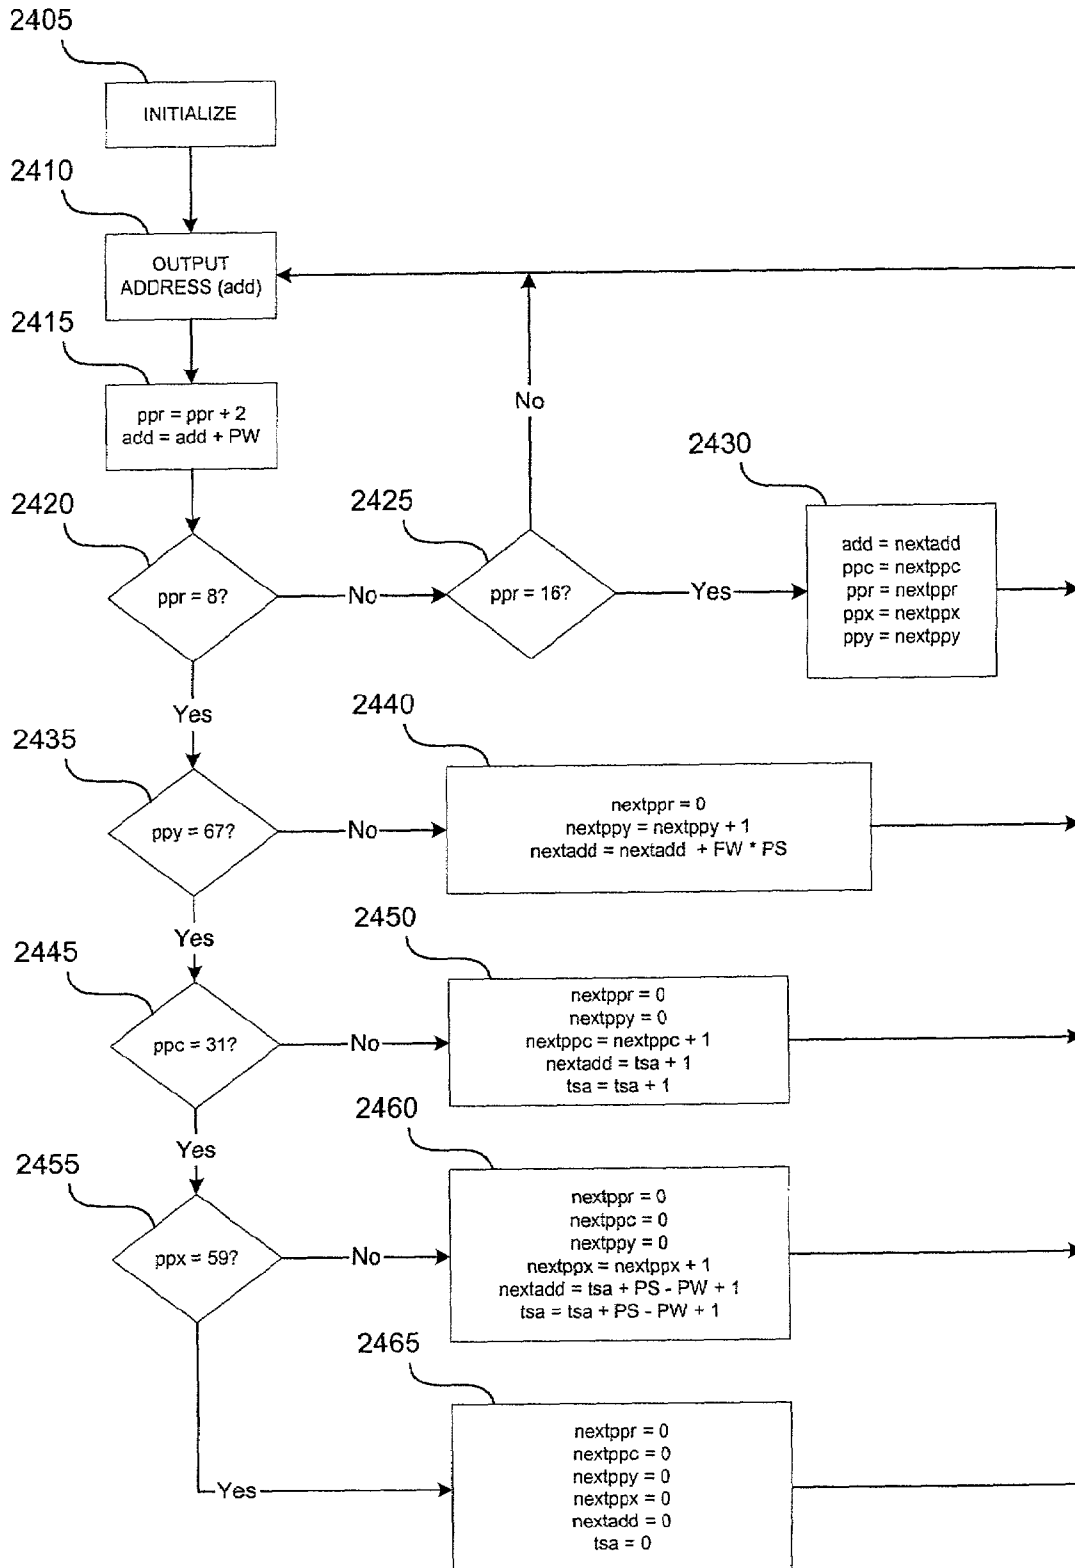 2405
INITIALIZE
2410
OUTPUT
ADDRESS (add)
2415
ppr = ppr + 2
add = add + PW
No
2430
2420
2425
ppr = 8?
No
ppr = 16?
Yes
add = nextadd
ppc = nextppc
ppr = nextppr
ppx = nextppx
ppy = nextppy
Yes
2435
2440
ppy = 67?
No
nextppr = 0
nextppy = nextppy + 1
nextadd = nextadd + FW * PS
Yes
2445
2450
ppc = 31?
No
nextppr = 0
nextppy = 0
nextppc = nextppc + 1
nextadd = tsa + 1
tsa = tsa + 1
Yes
2455
2460
ppx = 59?
No
nextppr = 0
nextppc = 0
nextppy = 0
nextppx = nextppx + 1
nextadd = tsa + PS - PW + 1
tsa = tsa + PS - PW + 1
2465
Yes
nextppr = 0
nextppc = 0
nextppy = 0
nextppx = 0
nextadd = 0
tsa = 0